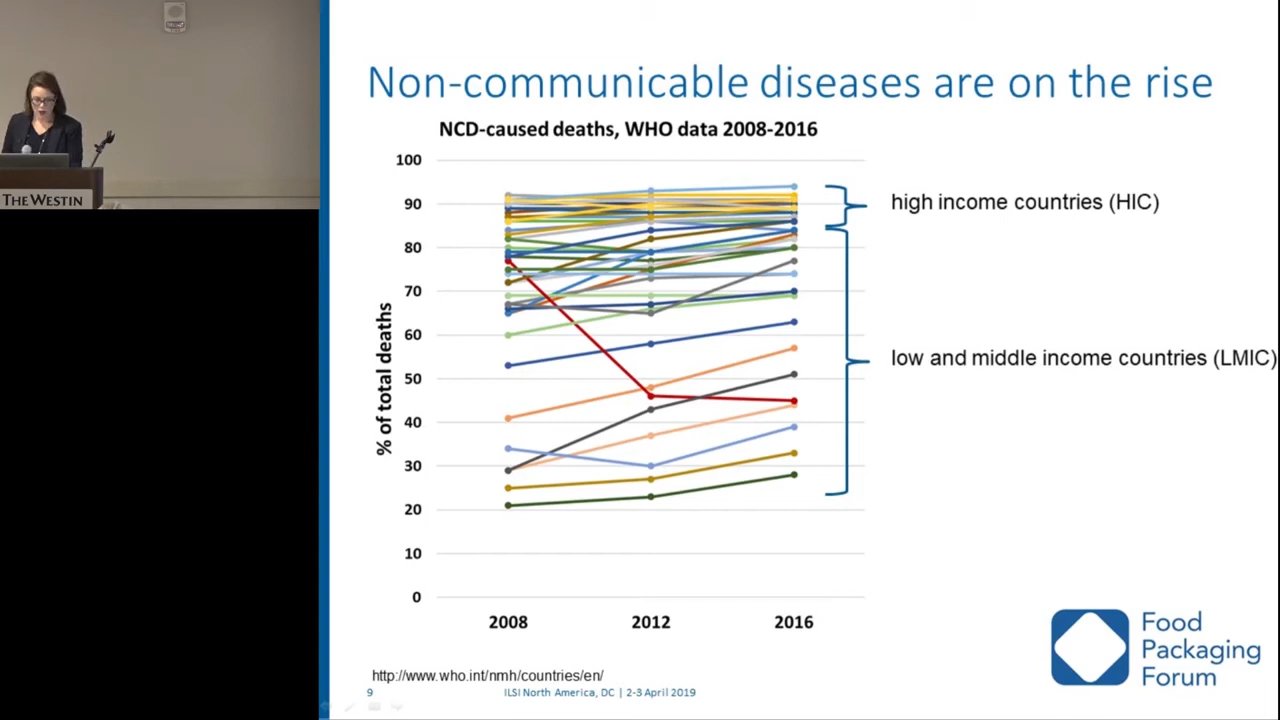 THE WESTIN
Non-communicable diseases are on the rise
NCD-caused deaths, WHO data 2008-2016
100
90
80
70
60
50
40
30
20
10
0
% of total deaths
2008
2012
2016
high income countries (HIC)
low and middle income countries (LMIC)
http://www.who.int/nmh/countries/en/
9
ILSI North America, DC | 2-3 April 2019
Food
Packaging
Forum